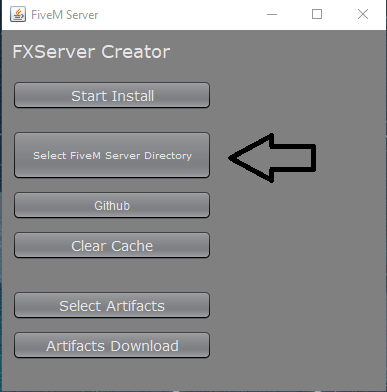 FiveM Server
FXServer Creator
Start Install
Select FiveM Server Directory
Github
Clear Cache
Select Artifacts
Artifacts Download